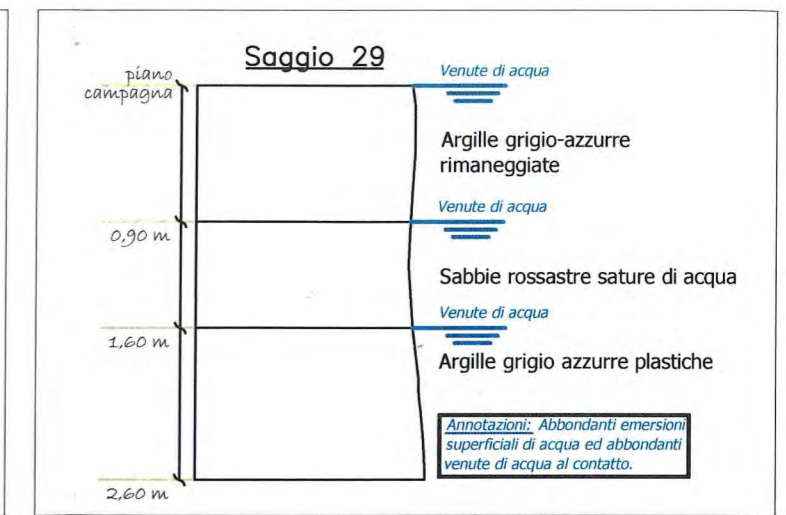 Saggio 29
piano
campagna
Venute di acqua
Argille grigio-azzurre
rimaneggiate
Venute di acqua
0,90 m
Sabbie rossastre sature di acqua
Venute di acqua
1,60 m
Argille grigio azzurre plastiche
Annotazioni: Abbondanti emersioni
superficiali di acqua ed abbondanti
venute di acqua al contatto.
2,60 m